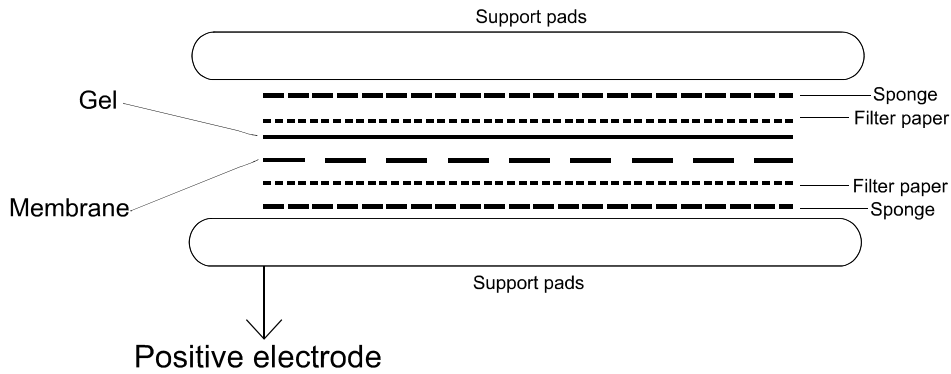 Support pads
Gel
Sponge
Filter paper
Membrane
Filter paper
Sponge
Support pads
Positive electrode